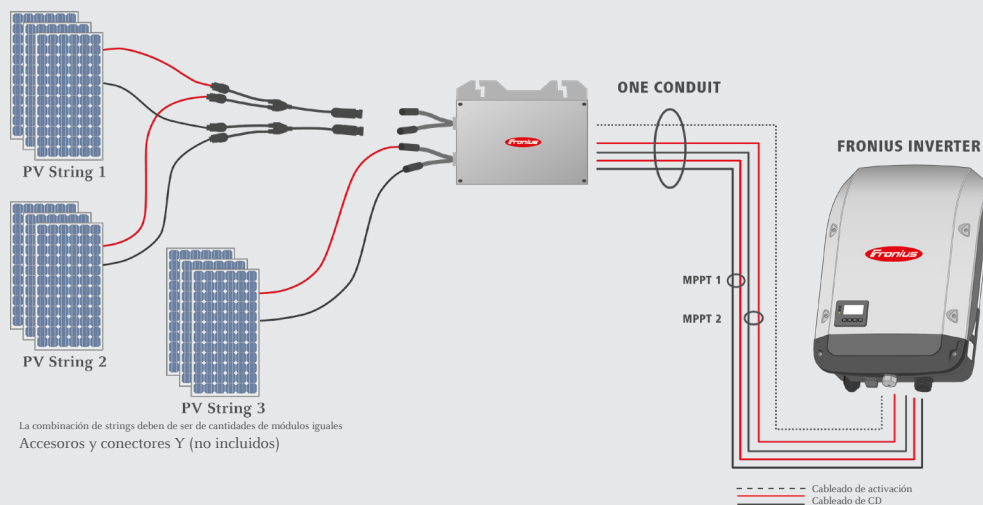 ONE CONDUIT
FRONIUS INVERTER
Fronius
PV String 1
Fronius
MPPT 1
MPPT 2
PV String 2
PV String 3
La combinación de strings deben de ser de cantidades de módulos iguales
Accesoros y conectores Y (no incluidos)
Cableado de activación
Cableado de CD